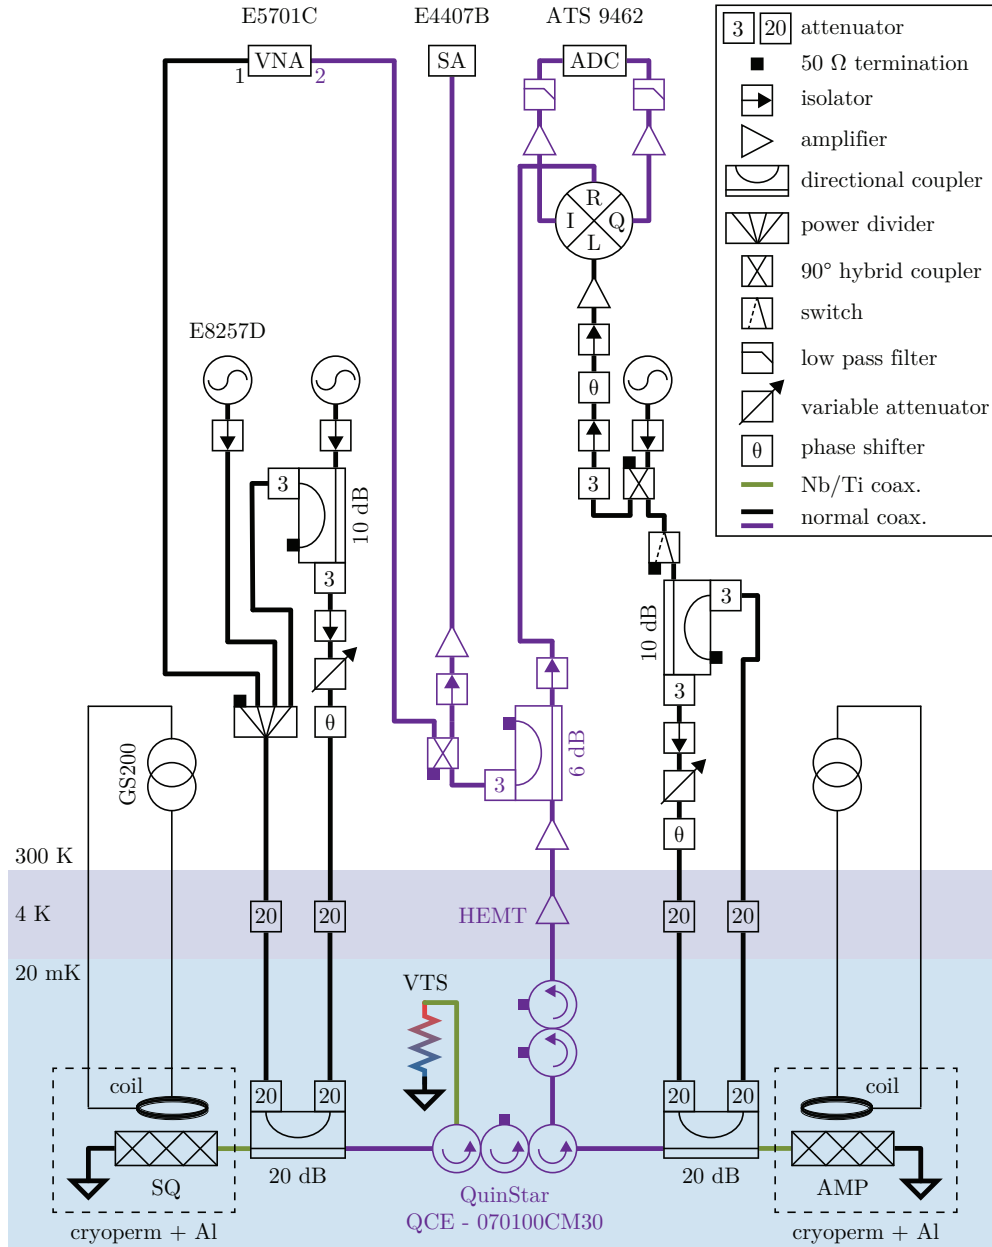 E5701C
E4407B
ATS 9462
VNA
1
2
SA
ADC
R
I
Q
L
3
20
attenuator
50 Ω termination
isolator
amplifier
directional coupler
power divider
90° hybrid coupler
switch
low pass filter
variable attenuator
θ
phase shifter
Nb/Ti coax.
normal coax.
E8257D
3
10 dB
3
θ
θ
3
3
10 dB
3
θ
GS200
3
6 dB
300 K
4 K
20
20
HEMT
20
20
20 mK
VTS
coil
20
20
20
20
coil
SQ
20 dB
20 dB
AMP
QuinStar
QCE - 070100CM30
cryoperm + Al
cryoperm + Al